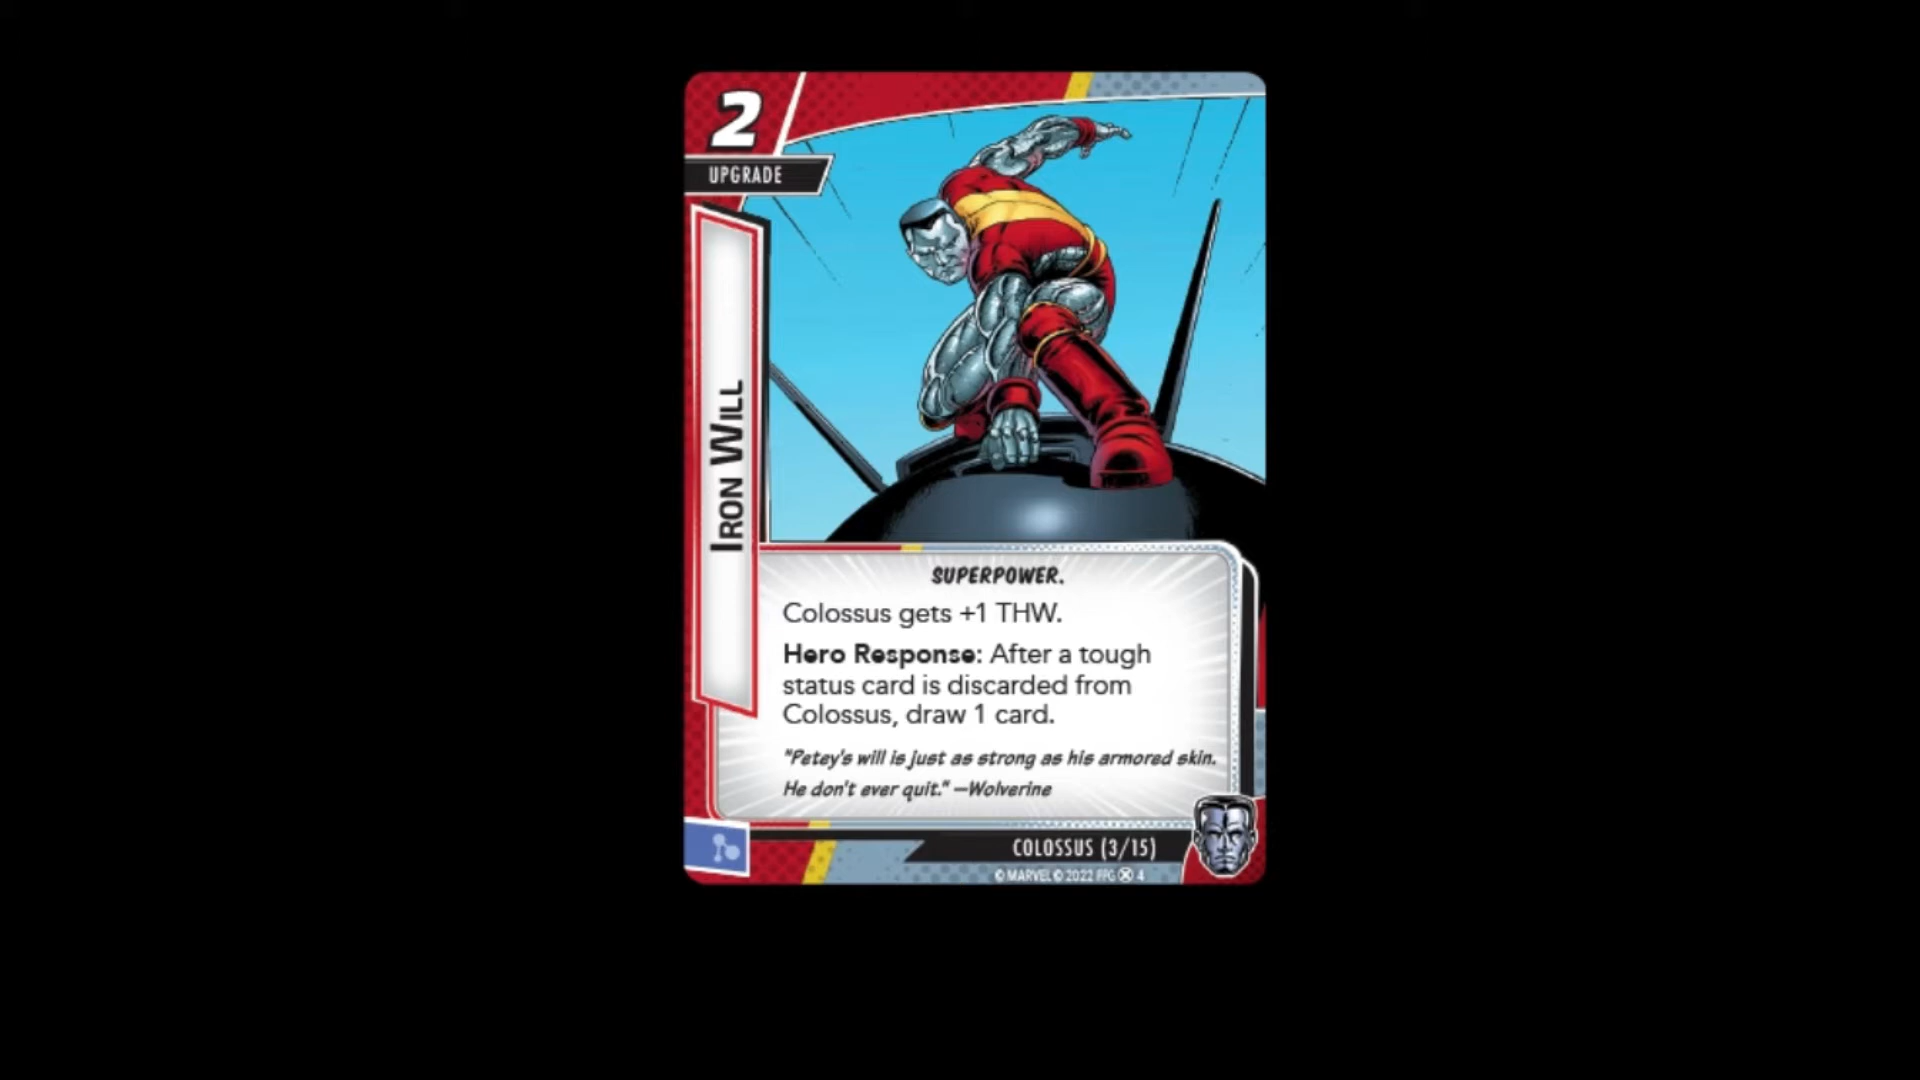 2
UPGRADE
IRON WILL
SUPERPOWER.
Colossus gets +1 THW.
Hero Response: After a tough
status card is discarded from
Colossus, draw 1 card.
"Petey's will is just as strong as his armored skin.
He don't ever quit." —Wolverine
COLOSSUS (3/15)
© MARVEL © 2022 FFG 4